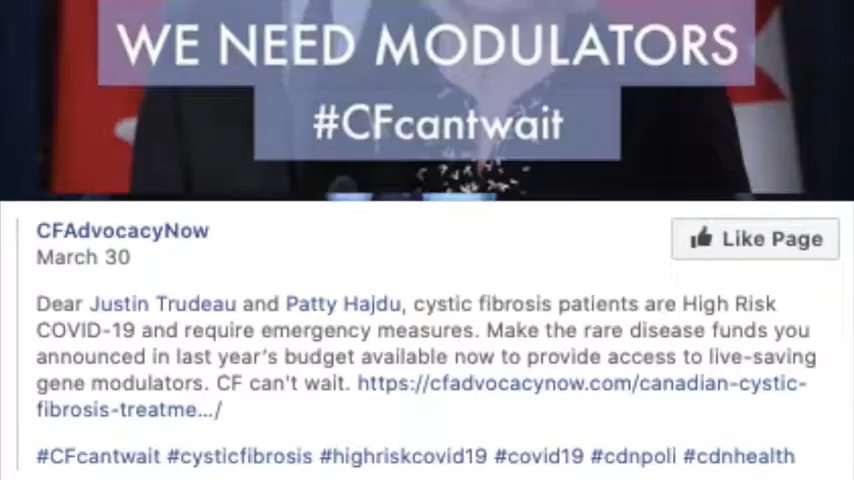 WE NEED MODULATORS
#CFcantwait
CFAdvocacyNow
Like Page
March 30
Dear Justin Trudeau and Patty Hajdu, cystic fibrosis patients are High Risk
COVID-19 and require emergency measures. Make the rare disease funds you
announced in last year's budget available now to provide access to live-saving
gene modulators. CF can't wait. https://cfadvocacynow.com/canadian-cystic-
fibrosis-treatme.../
#CFcantwait #cysticfibrosis #highriskcovid19 #covid19 #cdnpoli #cdnhealth